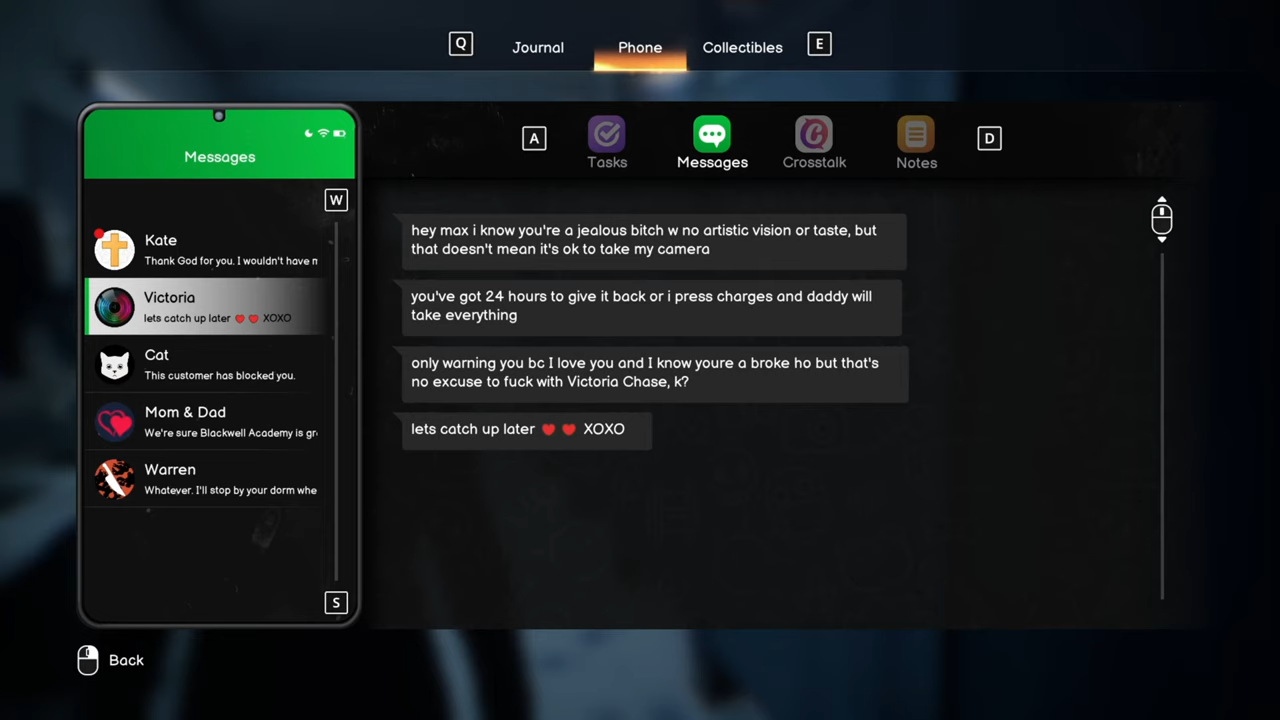 Q
Journal
Phone
Collectibles
E
Messages
W
Kate
Thank God for you. I wouldn't have m
Victoria
lets catch up later ❤ ❤ XOXO
Cat
This customer has blocked you.
Mom & Dad
We're sure Blackwell Academy is gr
Warren
Whatever. I'll stop by your dorm whe
S
Back
A
Tasks
Messages
Crosstalk
Notes
D
hey max i know you're a jealous bitch w no artistic vision or taste, but
that doesn't mean it's ok to take my camera
you've got 24 hours to give it back or i press charges and daddy will
take everything
only warning you bc I love you and I know youre a broke ho but that's
no excuse to fuck with Victoria Chase, k?
lets catch up later ❤ ❤ XOXO